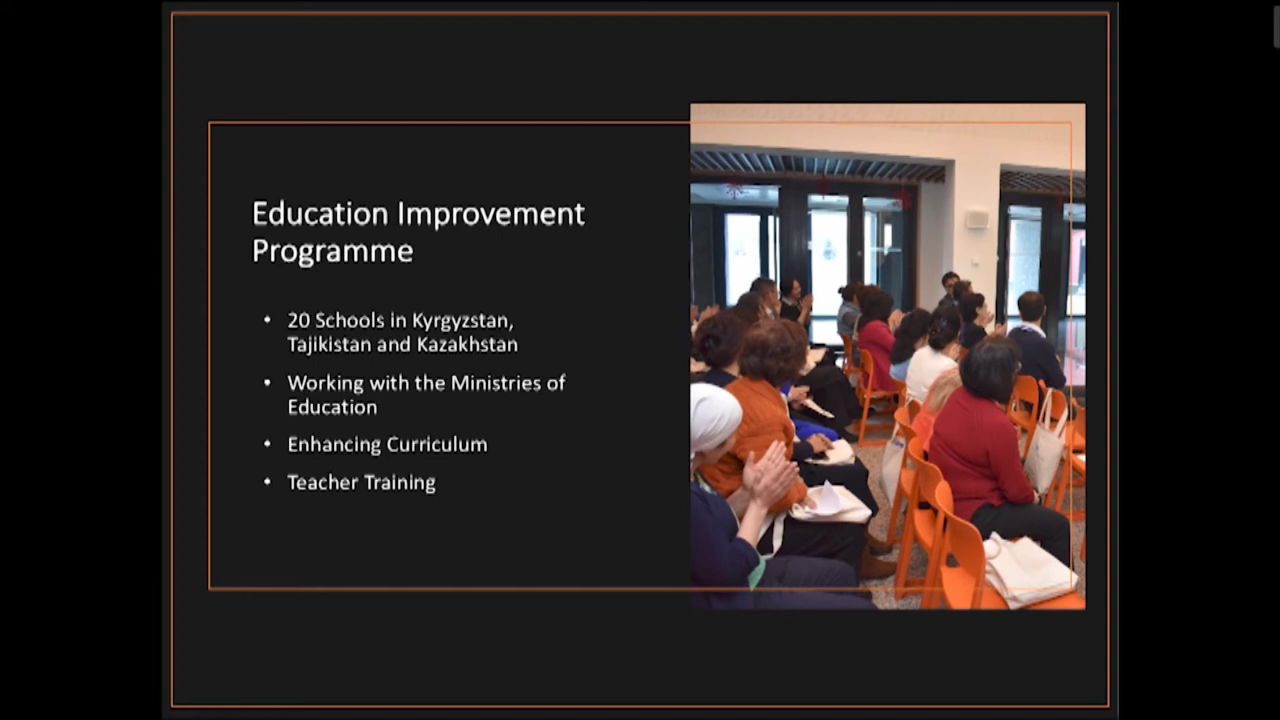 Education Improvement
Programme
• 20 Schools in Kyrgyzstan,
Tajikistan and Kazakhstan
• Working with the Ministries of
Education
• Enhancing Curriculum
• Teacher Training